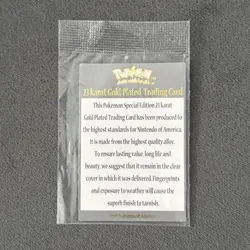 Pokémon
23 karat Gold Plated Trading Card
This Pokemon Special Edition 23 karat
Gold Plated Trading Card has been produced to
the highest standards for Nintendo of America.
It is made from the highest quality alloy.
To ensure lasting value, long life and
beauty, we suggest that it remain in the clear
cover in which it was delivered. Fingerprints
and exposure to weather will cause the
superb finish to tarnish.